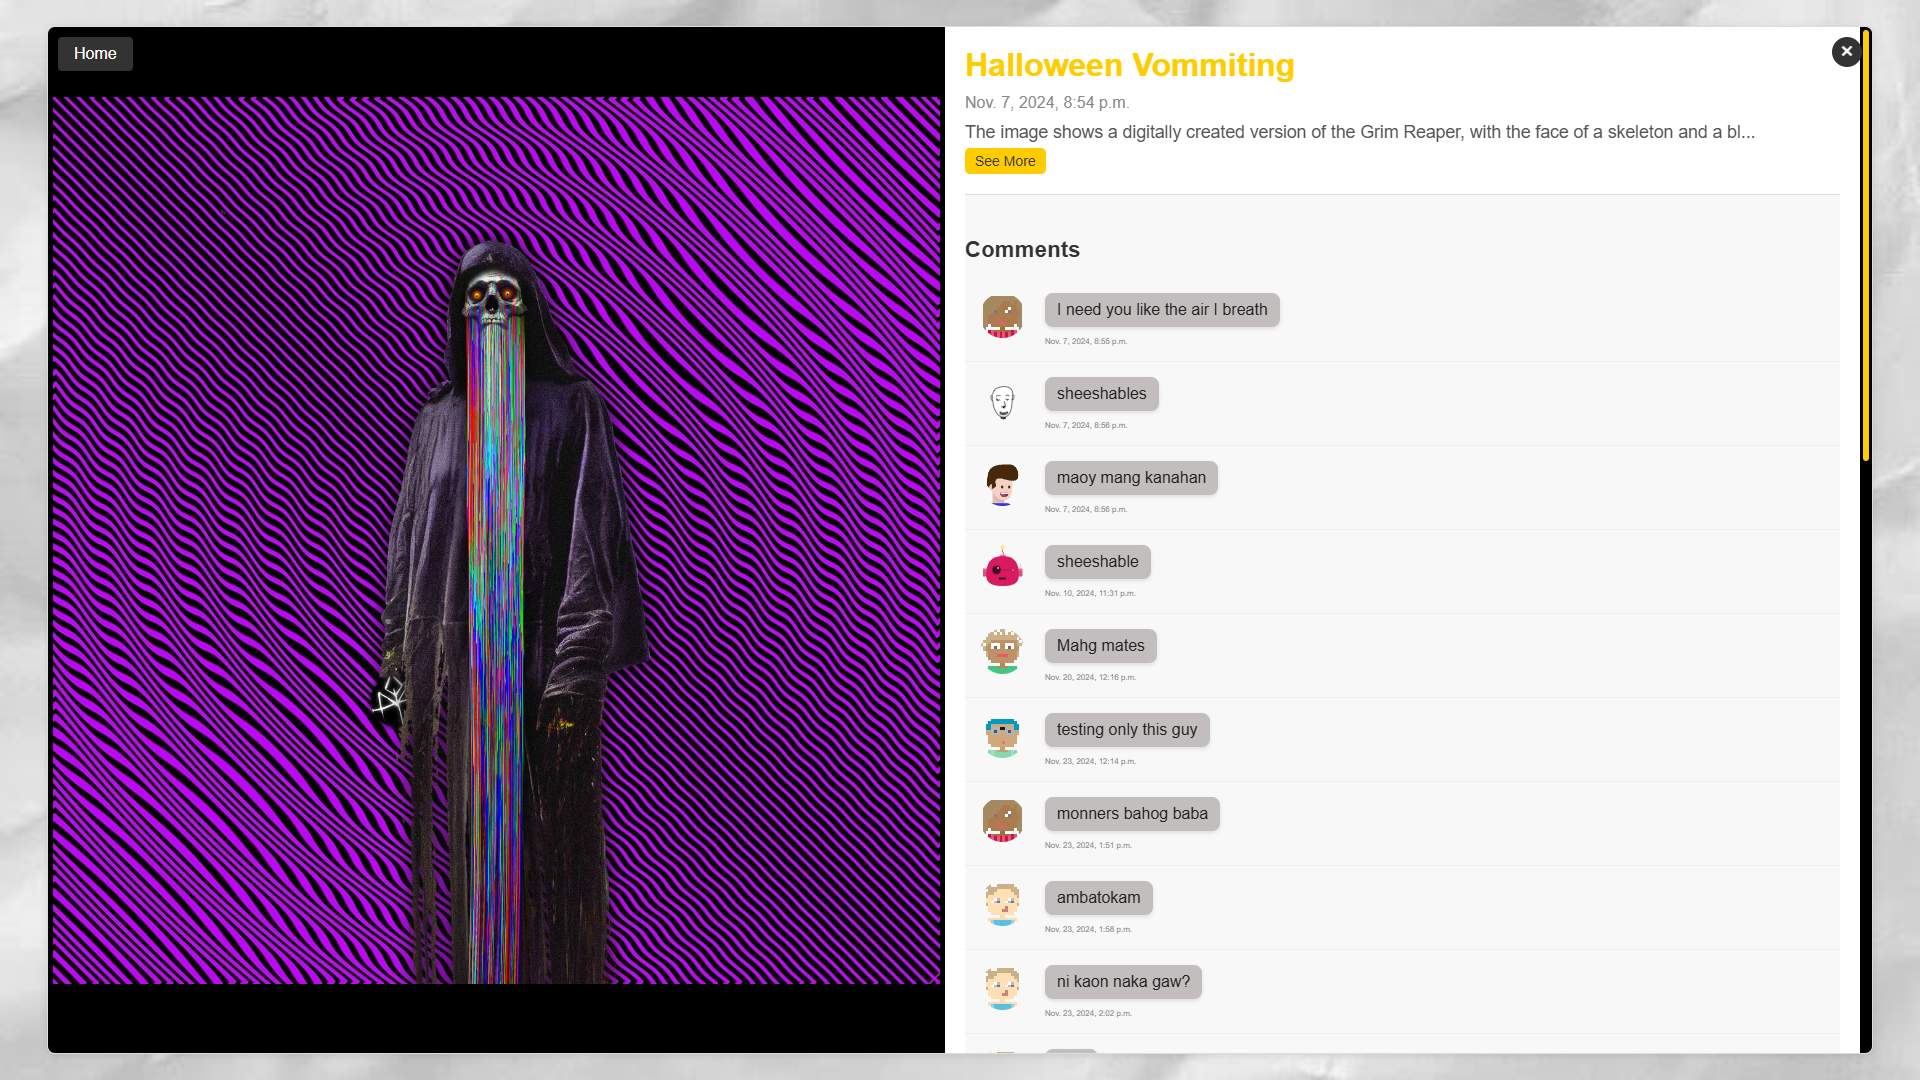 Home
Halloween Vommiting
Nov. 7, 2024, 8:54 p.m.
The image shows a digitally created version of the Grim Reaper, with the face of a skeleton and a bl...
See More
Comments
I need you like the air I breath
Nov. 7, 2024, 8:55 p.m.
sheeshables
Nov. 7, 2024, 8:56 p.m.
maoy mang kanahan
Nov. 7, 2024, 8:56 p.m.
sheeshable
Nov. 10, 2024, 11:31 p.m.
Mahg mates
Nov. 20, 2024, 12:16 p.m.
testing only this guy
Nov. 23, 2024, 12:14 p.m.
monners bahog baba
Nov. 23, 2024, 1:51 p.m.
ambatokam
Nov. 23, 2024, 1:58 p.m.
ni kaon naka gaw?
Nov. 23, 2024, 2:02 p.m.